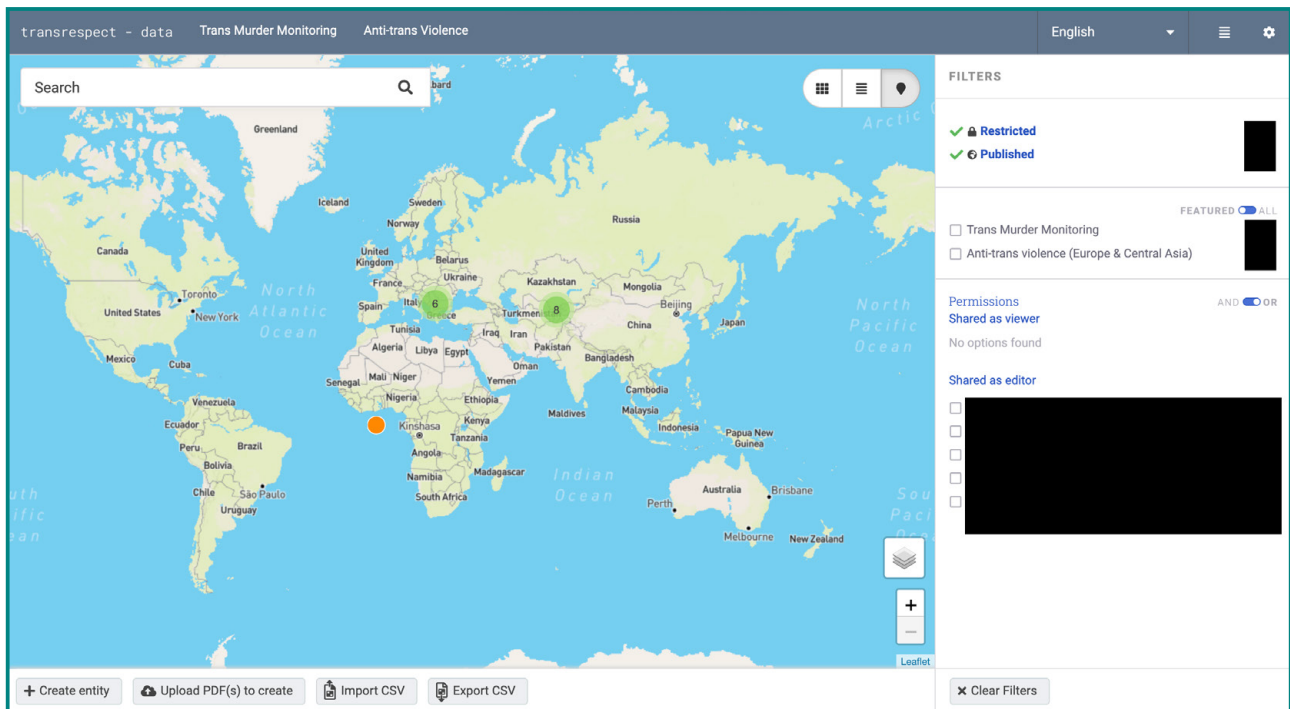 transrespect - data Trans Murder Monitoring Anti-trans Violence English
Search
FILTERS
Restricted
Published
FEATURED ALL
Trans Murder Monitoring
Anti-trans violence (Europe & Central Asia)
Permissions AND OR
Shared as viewer
No options found
Shared as editor
Arctic
Greenland
Iceland
Sweden
Norway
Russia
Canada
United
Kingdom
Belarus
Ukraine
France
Kazakhstan
Mongolia
North
Atlantic
Ocean
Toronto
United States
New York
Spain
6
Greece
8
Beijing
North
Pacific
Ocean
Tunisia
Iraq
Iran
China
Japan
Algeria
Libya
Egypt
Pakistan
Mexico
Cuba
Oman
Bangladesh
Senegal
Mali
Niger
Yemen
Cambodia
Venezuela
Nigeria
Ethiopia
Maldives
Malaysia
Ecuador
Kinshasa
Kenya
Indonesia
Papua New
Guinea
Peru
Brazil
Tanzania
Angola
Bolivia
Namibia
Madagascar
Indian
Ocean
Chile
São Paulo
South Africa
Australia
Brisbane
Perth
Uruguay
Melbourne
New Zealand
+
−
Leaflet
Create entity Upload PDF(s) to create Import CSV Export CSV Clear Filters